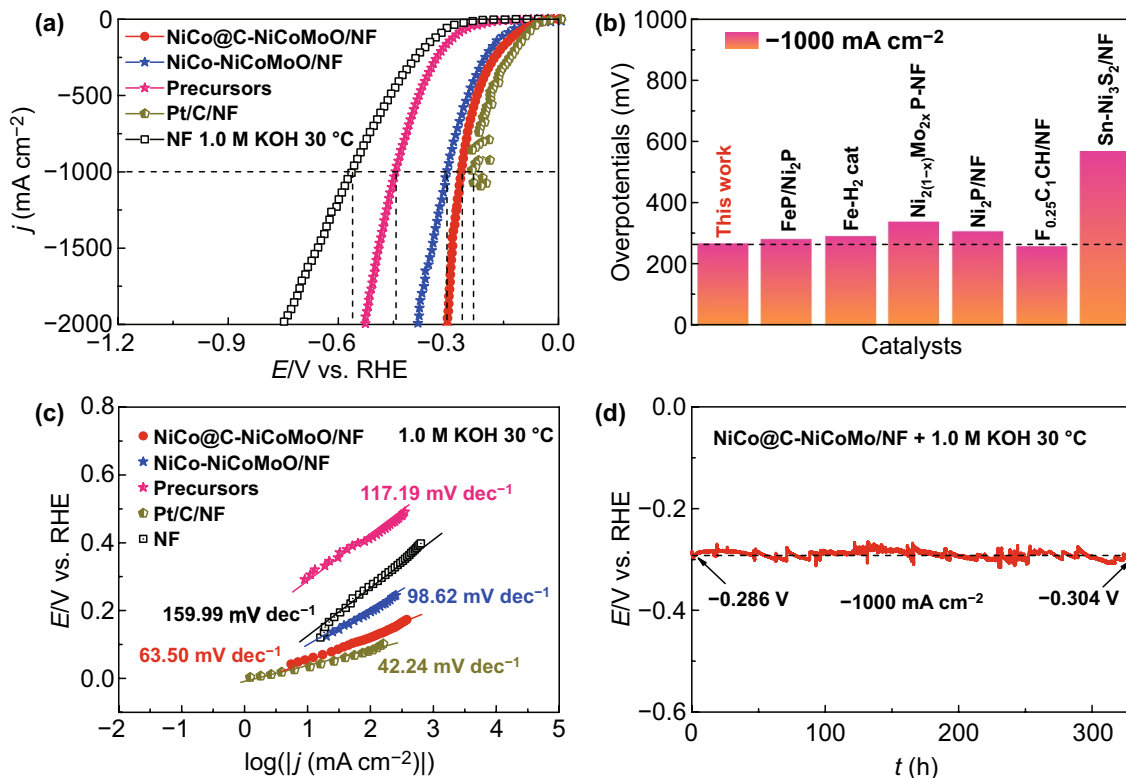 (a)
0
−500
−1000
−1500
−2000
j (mA cm⁻²)
NiCo@C-NiCoMoO/NF
NiCo-NiCoMoO/NF
Precursors
Pt/C/NF
NF 1.0 M KOH 30 °C
−1.2
−0.9
−0.6
−0.3
0.0
E/V vs. RHE
(b)
1000
800
600
400
200
0
Overpotentials (mV)
−1000 mA cm⁻²
This work
FeP/Ni₂P
Fe-H₂ cat
Ni₂₍₁₋ₓ₎Mo₂ₓ P-NF
Ni₂P/NF
F₀.₂₅C₁CH/NF
Sn-Ni₃S₂/NF
Catalysts
(c)
0.8
0.6
0.4
0.2
0.0
E/V vs. RHE
NiCo@C-NiCoMoO/NF
1.0 M KOH 30 °C
NiCo-NiCoMoO/NF
Precursors
Pt/C/NF
NF
117.19 mV dec⁻¹
159.99 mV dec⁻¹
98.62 mV dec⁻¹
63.50 mV dec⁻¹
42.24 mV dec⁻¹
−2
−1
0
1
2
3
4
5
log(|j (mA cm⁻²)|)
(d)
−0.0
−0.2
−0.4
−0.6
E/V vs. RHE
NiCo@C-NiCoMo/NF + 1.0 M KOH 30 °C
−0.286 V
−1000 mA cm⁻²
−0.304 V
0
100
200
300
t (h)